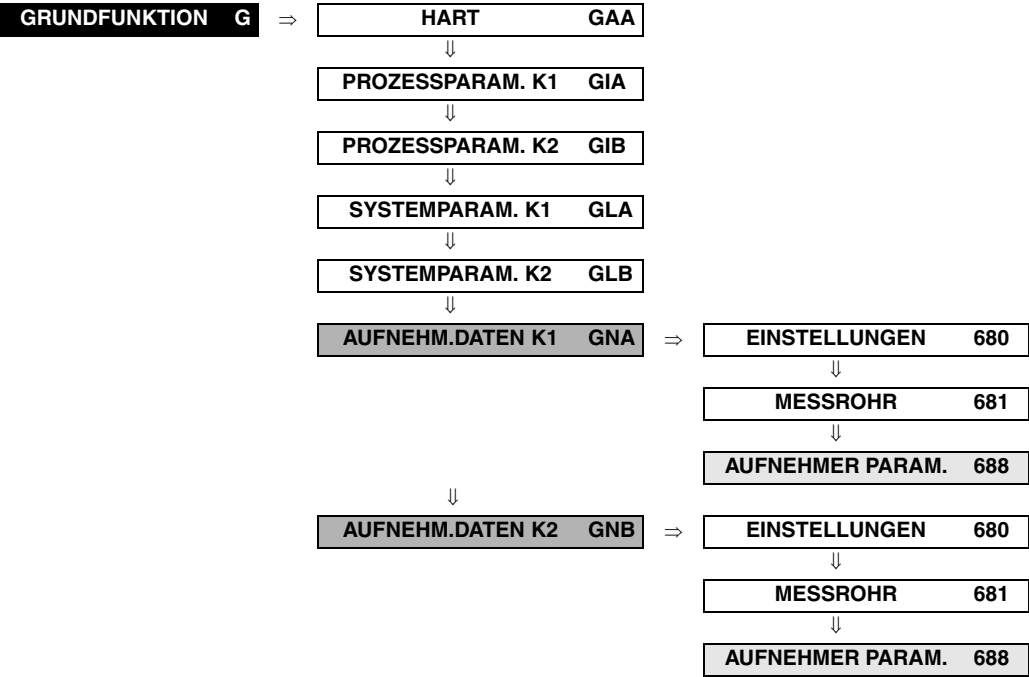 GRUNDFUNKTION G ⇒ HART GAA
⇓
PROZESSPARAM. K1 GIA
⇓
PROZESSPARAM. K2 GIB
⇓
SYSTEMPARAM. K1 GLA
⇓
SYSTEMPARAM. K2 GLB
⇓
AUFNEHM.DATEN K1 GNA ⇒ EINSTELLUNGEN 680
⇓
MESSROHR 681
⇓
AUFNEHMER PARAM. 688
⇓
AUFNEHM.DATEN K2 GNB ⇒ EINSTELLUNGEN 680
⇓
MESSROHR 681
⇓
AUFNEHMER PARAM. 688